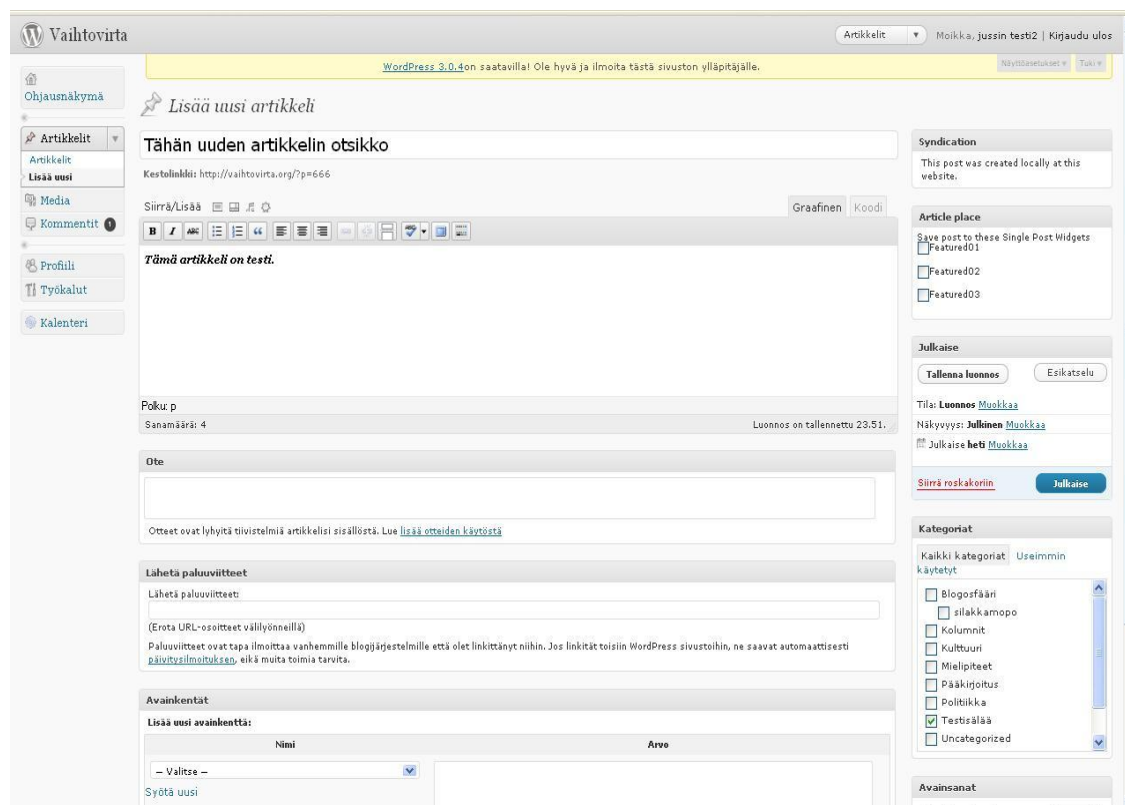 Vaihtovirta
Artikkelit
Moikka, jussin testi2 | Kirjaudu ulos
WordPress 3.0.4on saatavilla! Ole hyvä ja ilmoita tästä sivuston ylläpitäjälle.
Näyttöasetukset
Tuki
Ohjausnäkymä
Artikkelit
Artikkelit
Lisää uusi
Media
Kommentit 1
Profiili
Työkalut
Kalenteri
Lisää uusi artikkeli
Tähän uuden artikkelin otsikko
Kestolinkki: http://vaihtovirta.org/?p=666
Siirrä/Lisää
Graafinen
Koodi
B I ABC
Tämä artikkeli on testi.
Polku: p
Sanamäärä: 4
Luonnos on tallennettu 23.51.
Ote
Otteet ovat lyhyitä tiivistelmiä artikkelisi sisällöstä. Lue lisää otteiden käytöstä
Lähetä paluuviitteet
Lähetä paluuviitteet:
(Erota URL-osoitteet välilyönneillä)
Paluuviitteet ovat tapa ilmoittaa vanhemmille blogijärjestelmille että olet linkittänyt niihin. Jos linkität toisiin WordPress sivustoihin, ne saavat automaattisesti
päivitysilmoituksen, eikä muita toimia tarvita.
Avainkentät
Lisää uusi avainkenttä:
Nimi
Arvo
– Valitse –
Syötä uusi
Syndication
This post was created locally at this
website.
Article place
Save post to these Single Post Widgets
Featured01
Featured02
Featured03
Julkaise
Tallenna luonnos
Esikatselu
Tila: Luonnos Muokkaa
Näkyvyys: Julkinen Muokkaa
Julkaise heti Muokkaa
Siirrä roskakoriin
Julkaise
Kategoriat
Kaikki kategoriat Useimmin
käytetyt
Blogosfääri
silakkamopo
Kolumnit
Kulttuuri
Mielipiteet
Pääkirjoitus
Politiikka
Testisälää
Uncategorized
Avainsanat